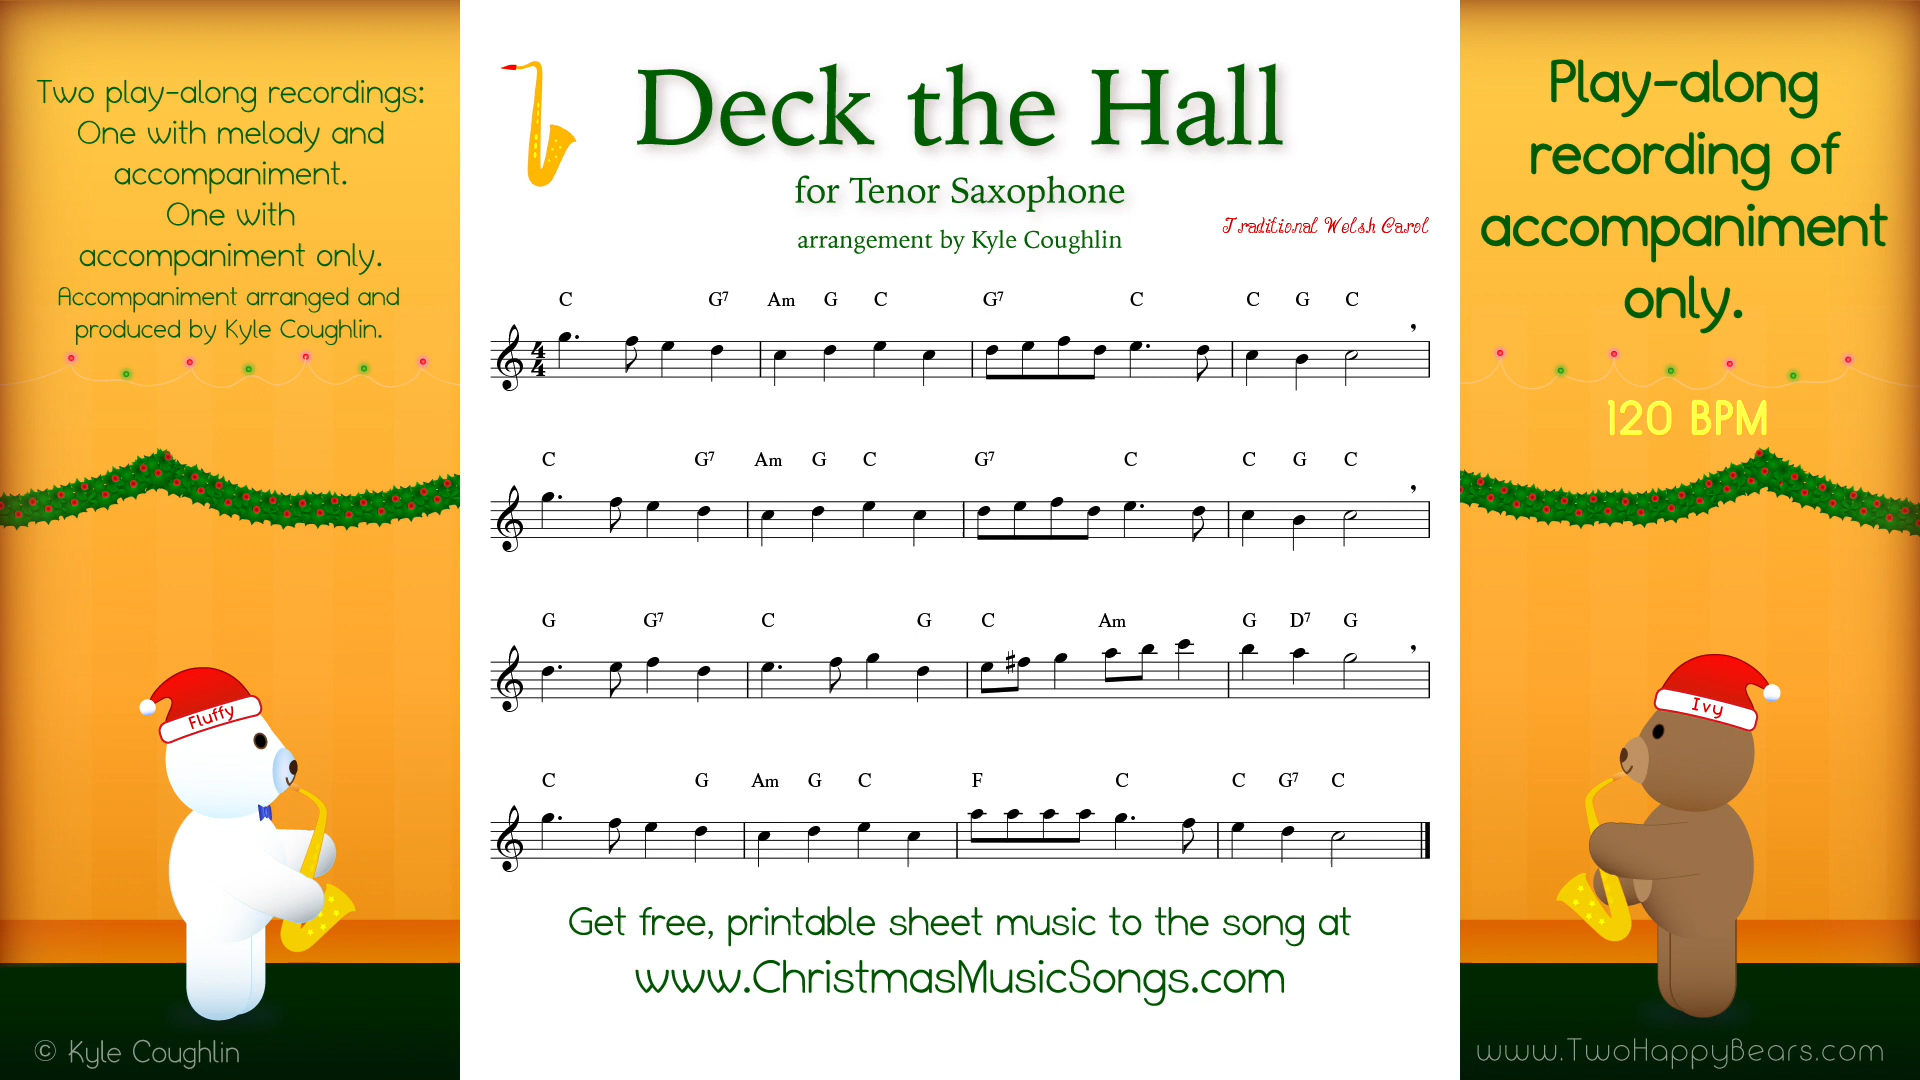 Two play-along recordings:
One with melody and
accompaniment.
One with
accompaniment only.
Accompaniment arranged and
produced by Kyle Coughlin.
Fluffy
© Kyle Coughlin
Deck the Hall
for Tenor Saxophone
arrangement by Kyle Coughlin
Traditional Welsh Carol
C G7 Am G C G7 C C G C
4
4
C G7 Am G C G7 C C G C
G G7 C G C Am G D7 G
C G Am G C F C C G7 C
Get free, printable sheet music to the song at
www.ChristmasMusicSongs.com
Play-along
recording of
accompaniment
only.
120 BPM
Ivy
www.TwoHappyBears.com